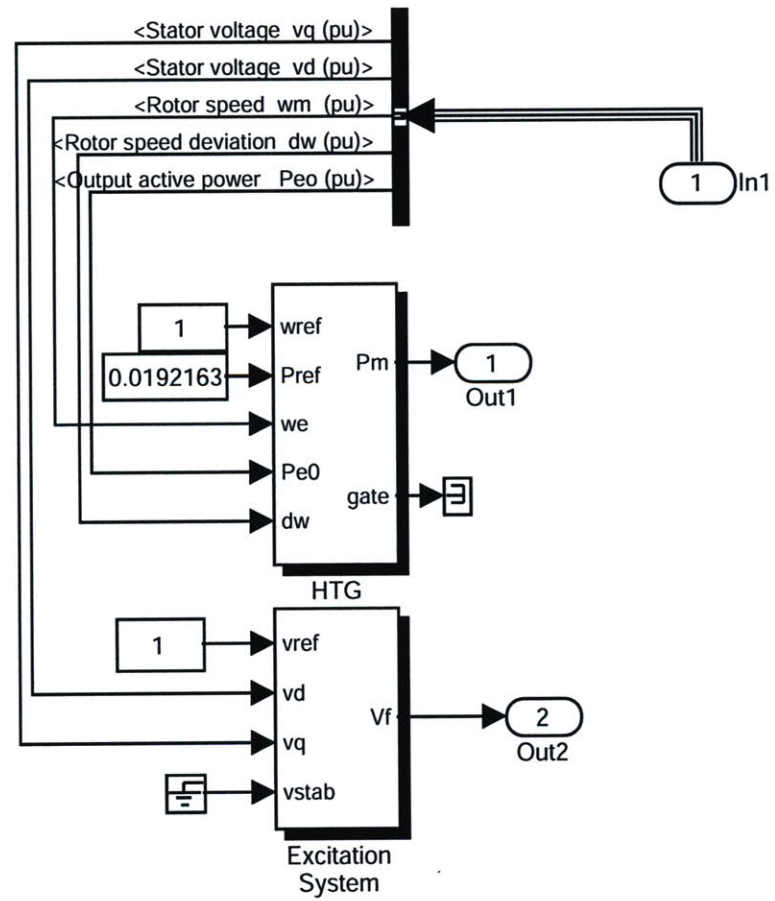 <Stator voltage vq (pu)>
<Stator voltage vd (pu)>
<Rotor speed wm (pu)>
<Rotor speed deviation dw (pu)>
<Output active power Peo (pu)>
1
In1
1
wref
0.0192163
Pref
Pm
1
Out1
we
Pe0
gate
dw
HTG
1
vref
vd
Vf
2
Out2
vq
vstab
Excitation
System